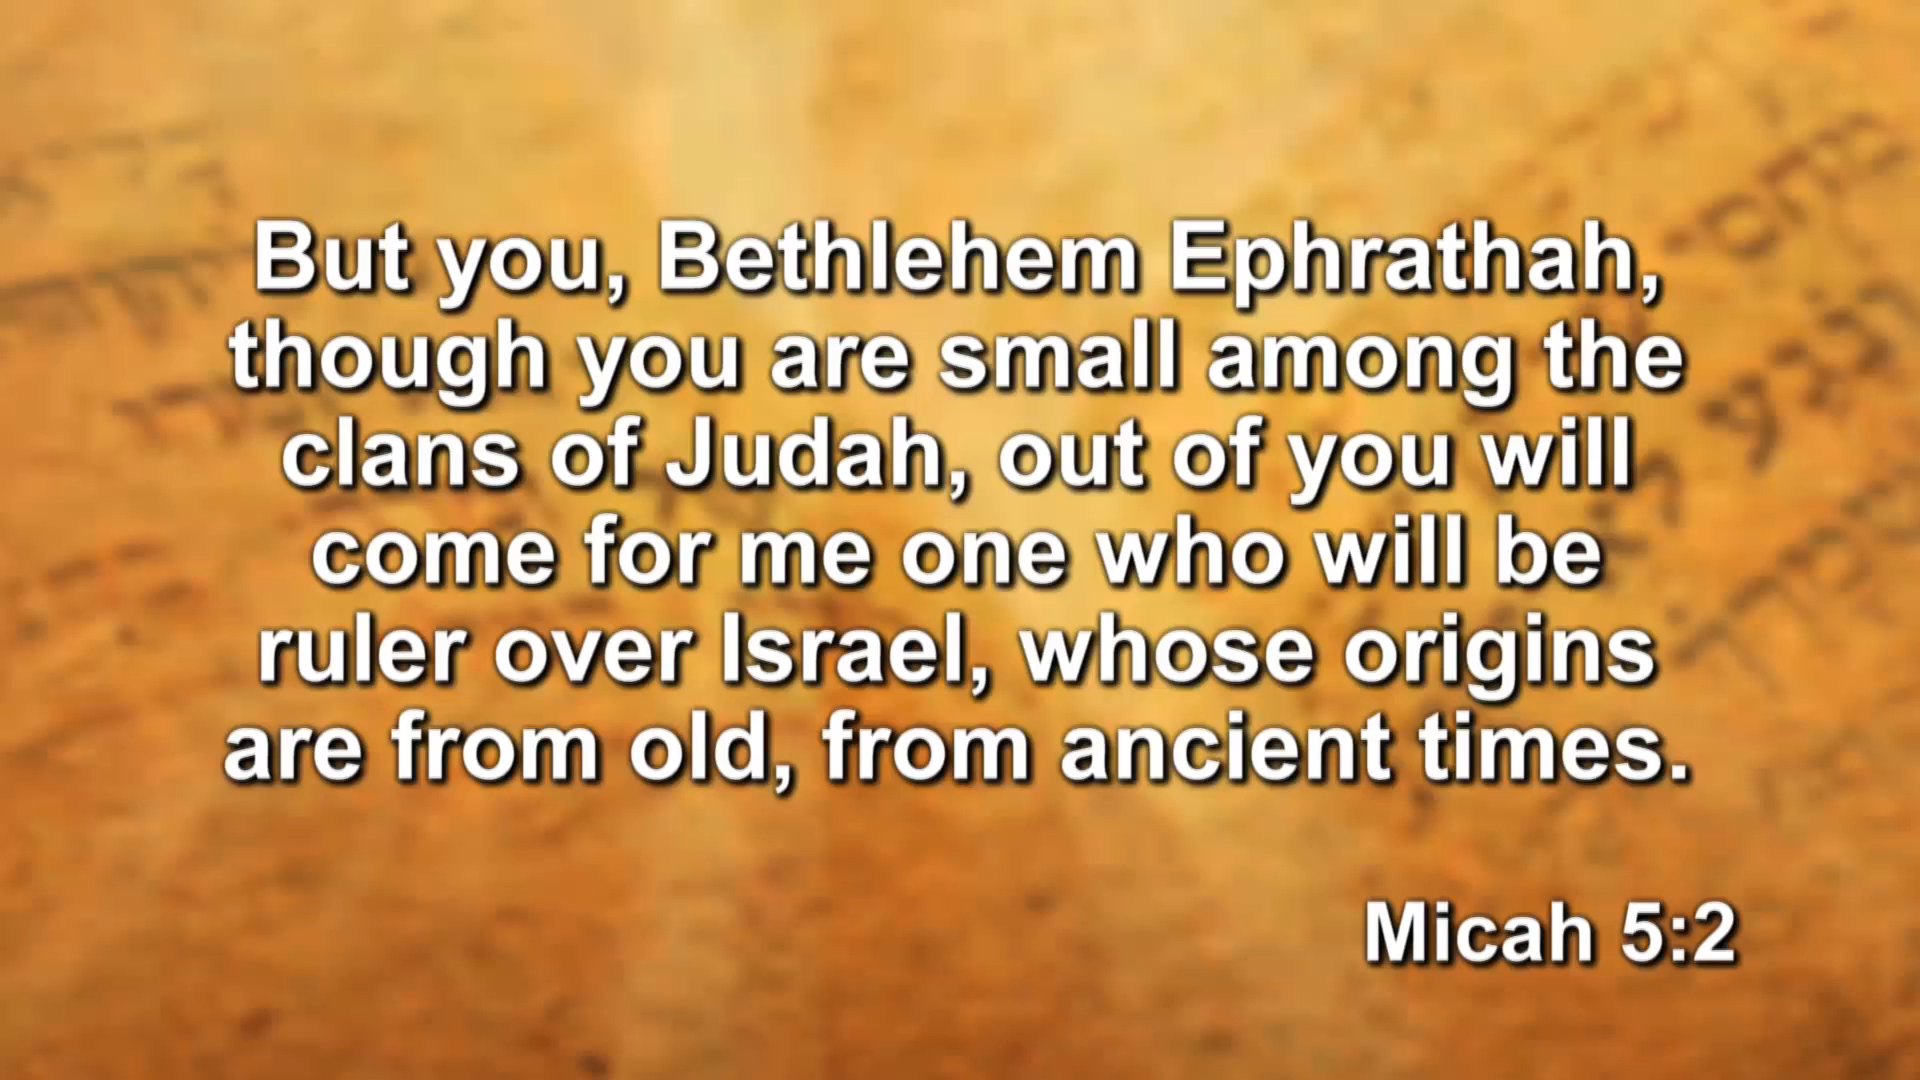 But you, Bethlehem Ephrathah,
though you are small among the
clans of Judah, out of you will
come for me one who will be
ruler over Israel, whose origins
are from old, from ancient times.
Micah 5:2